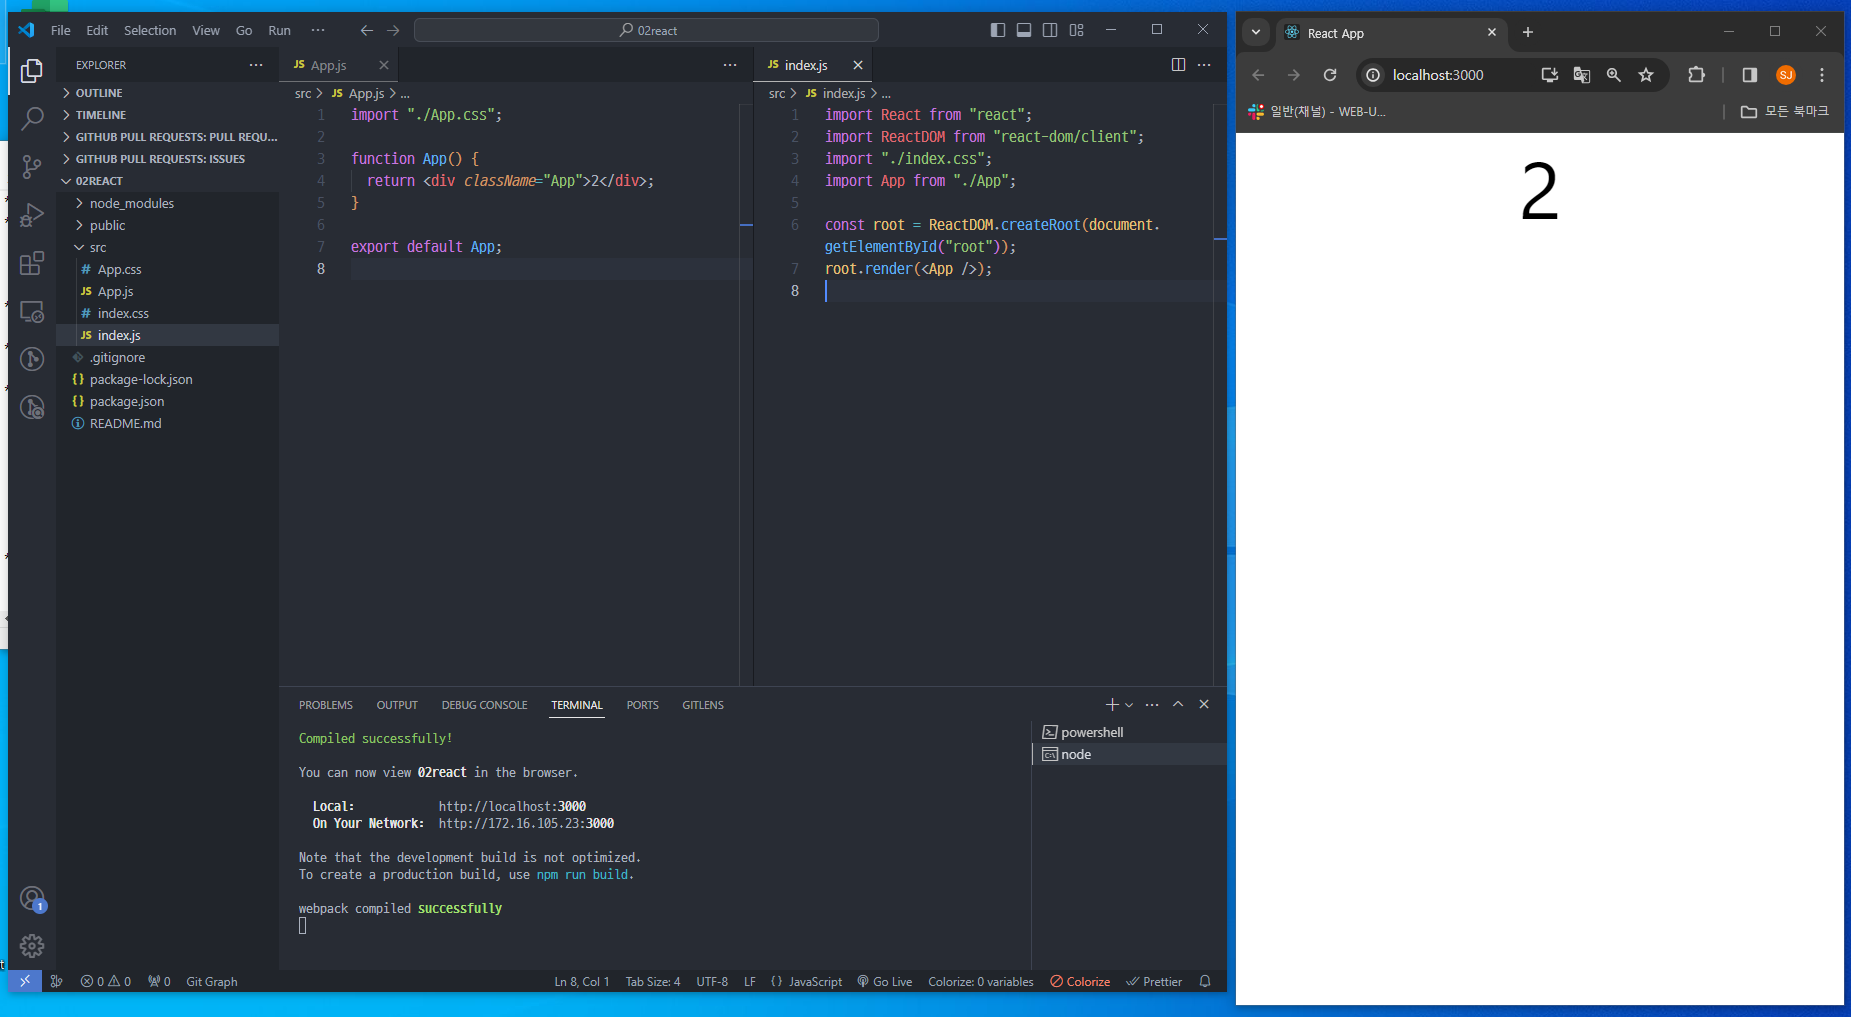 File Edit Selection View Go Run ··· 02react
EXPLORER ···
OUTLINE
TIMELINE
GITHUB PULL REQUESTS: PULL REQU...
GITHUB PULL REQUESTS: ISSUES
02REACT
node_modules
public
src
# App.css
JS App.js
# index.css
JS index.js
.gitignore
{} package-lock.json
{} package.json
README.md
JS App.js
src > JS App.js > ...
1 import "./App.css";
2
3 function App() {
4 return <div className="App">2</div>;
5 }
6
7 export default App;
8
JS index.js
src > JS index.js > ...
1 import React from "react";
2 import ReactDOM from "react-dom/client";
3 import "./index.css";
4 import App from "./App";
5
6 const root = ReactDOM.createRoot(document.
getElementById("root"));
7 root.render(<App />);
8
PROBLEMS OUTPUT DEBUG CONSOLE TERMINAL PORTS GITLENS
Compiled successfully!
You can now view 02react in the browser.
Local: http://localhost:3000
On Your Network: http://172.16.105.23:3000
Note that the development build is not optimized.
To create a production build, use npm run build.
webpack compiled successfully
powershell
node
1
0 0 0 Git Graph Ln 8, Col 1 Tab Size: 4 UTF-8 LF {} JavaScript Go Live Colorize: 0 variables Colorize Prettier
React App
localhost:3000 SJ
일반(채널) - WEB-U... 모든 북마크
2